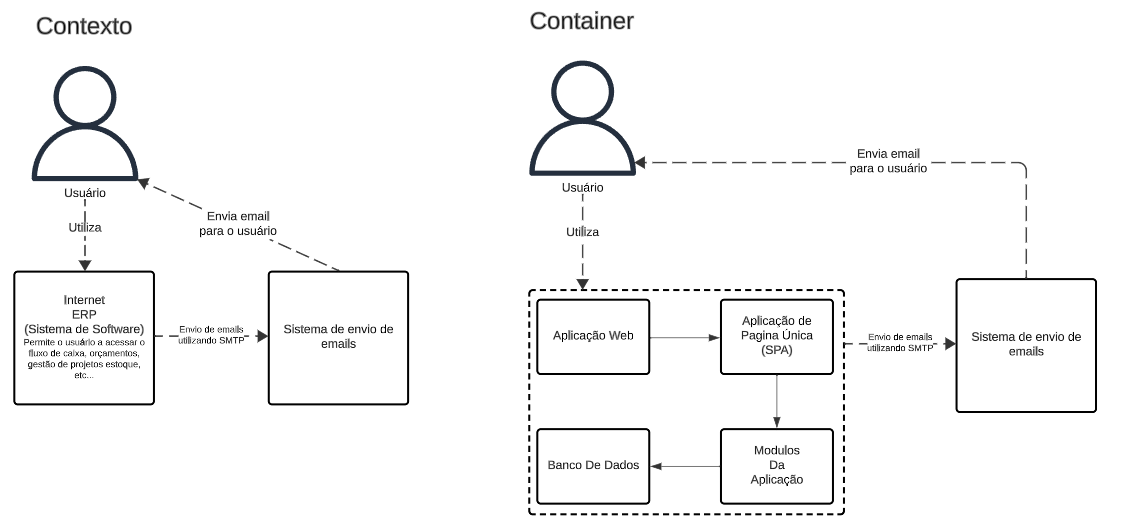 Contexto
Usuário
Utiliza
Envia email
para o usuário
Internet
ERP
(Sistema de Software)
Permite o usuário a acessar o
fluxo de caixa, orçamentos,
gestão de projetos estoque,
etc...
Envio de emails
utilizando SMTP
Sistema de envio de
emails
Container
Usuário
Utiliza
Envia email
para o usuário
Aplicação Web
Aplicação de
Pagina Única
(SPA)
Envio de emails
utilizando SMTP
Sistema de envio de
emails
Banco De Dados
Modulos
Da
Aplicação